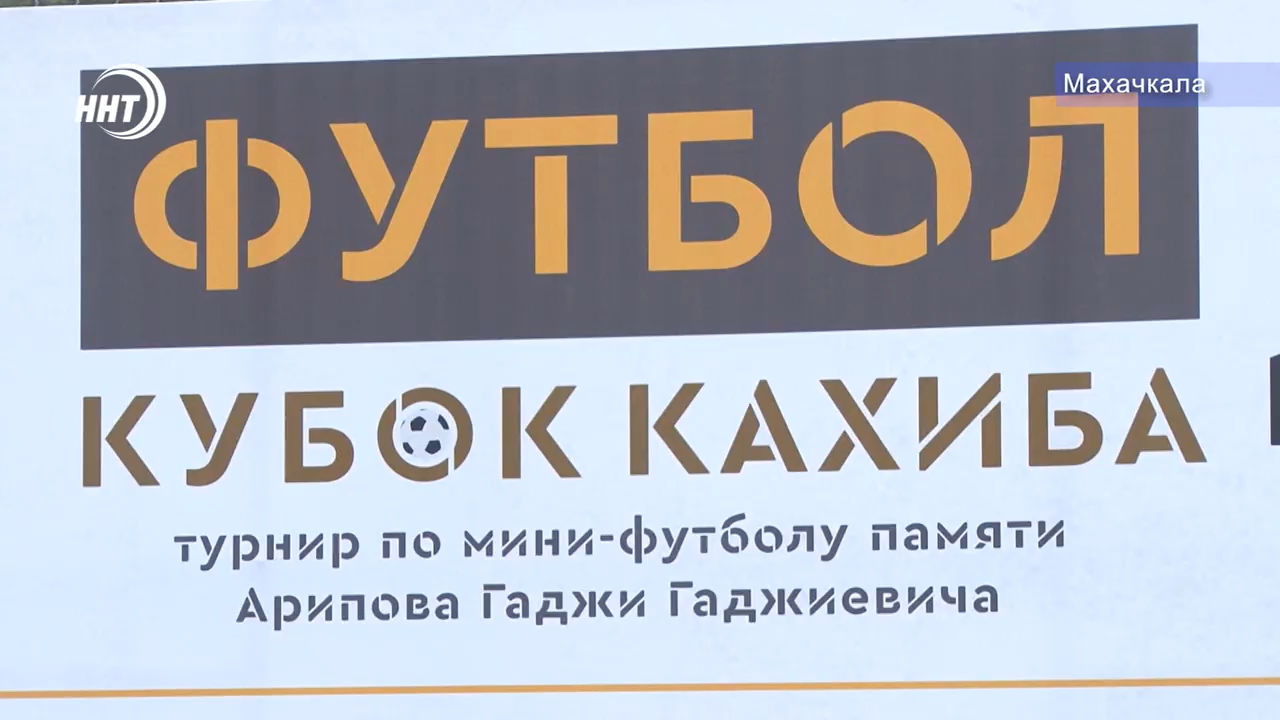 ННТ
Махачкала
ФУТБОЛ
КУБОК КАХИБА
турнир по мини-футболу памяти
Арипова Гаджи Гаджиевича